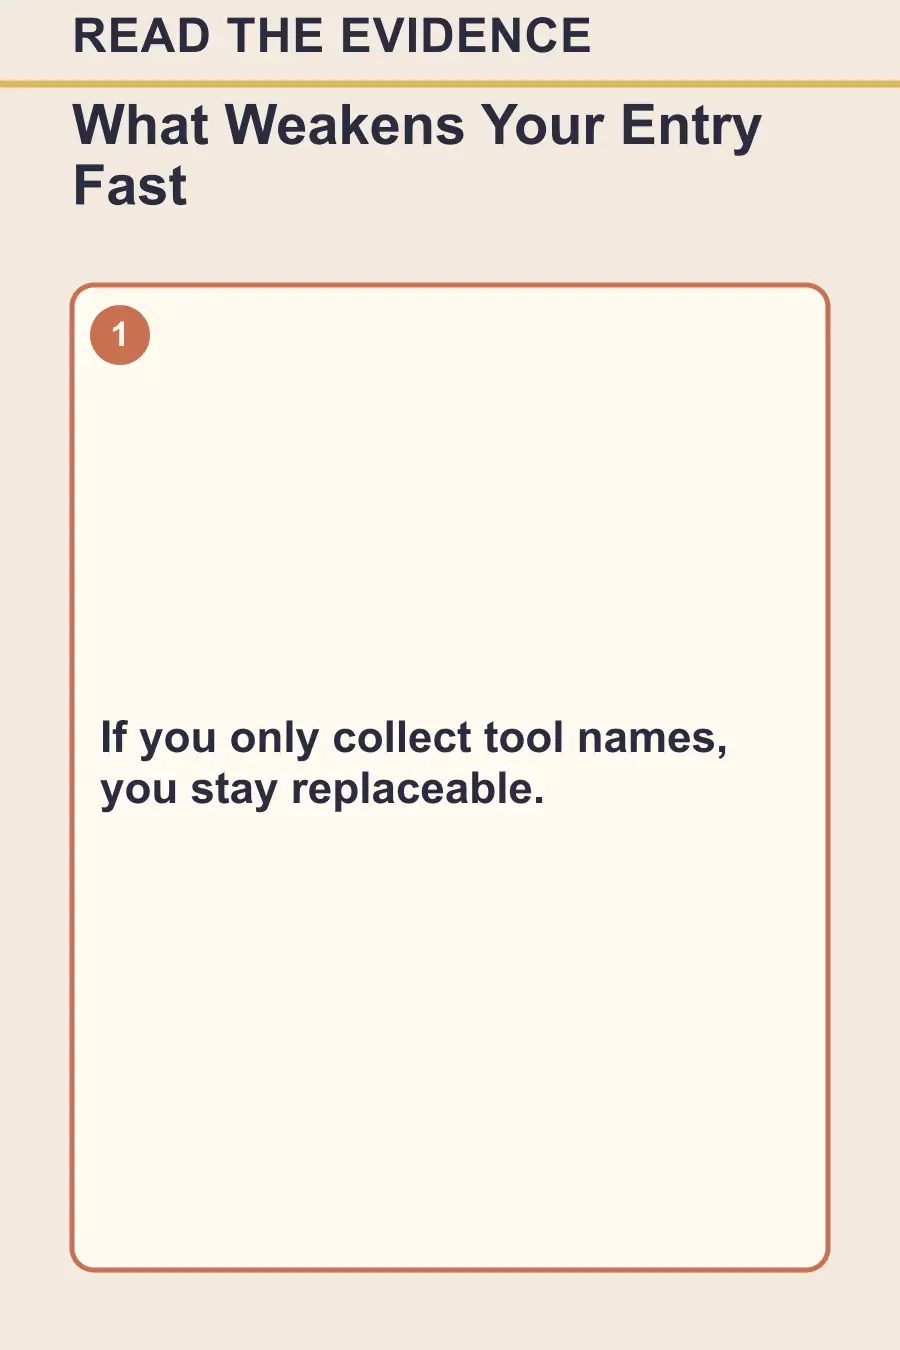 READ THE EVIDENCE
What Weakens Your Entry
Fast
1
If you only collect tool names,
you stay replaceable.